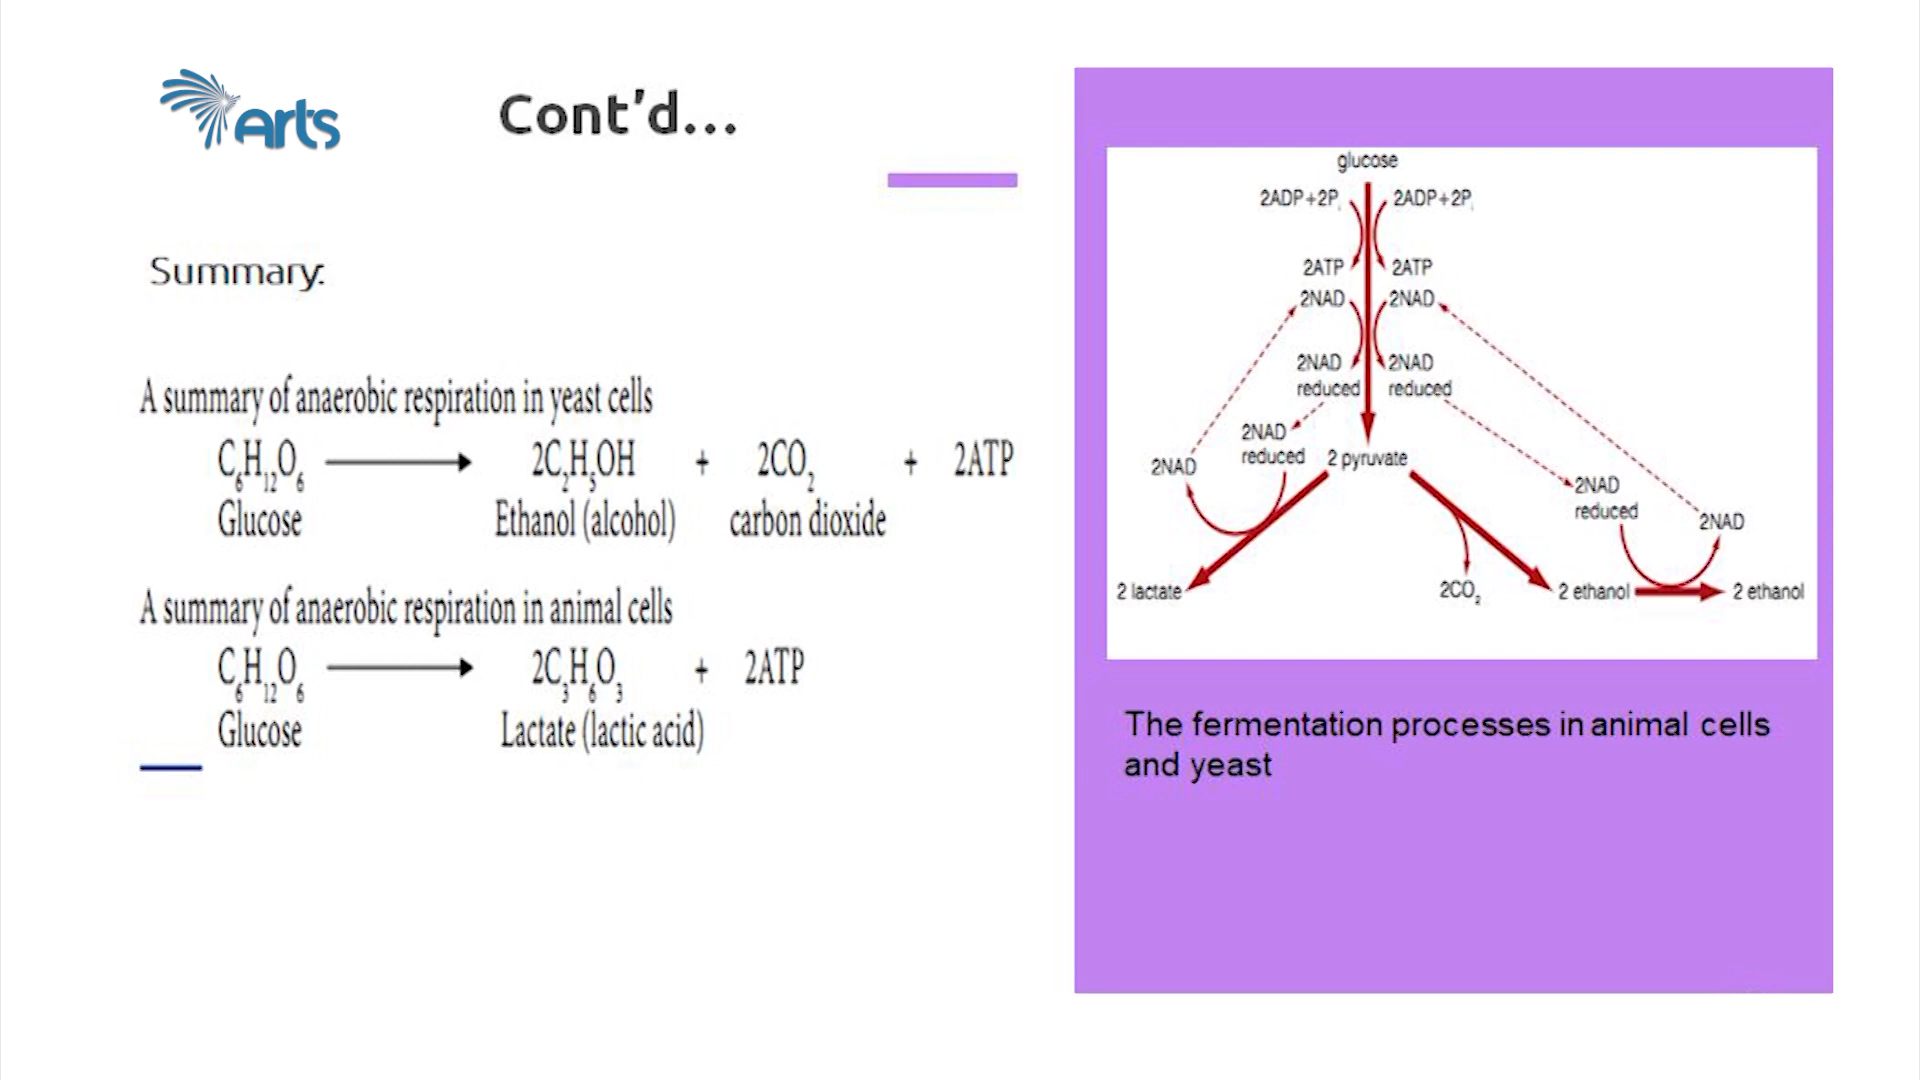 Arts
Cont'd...
Summary:
A summary of anaerobic respiration in yeast cells
C₆H₁₂O₆ → 2C₂H₅OH + 2CO₂ + 2ATP
Glucose Ethanol (alcohol) carbon dioxide
A summary of anaerobic respiration in animal cells
C₆H₁₂O₆ → 2C₃H₆O₃ + 2ATP
Glucose Lactate (lactic acid)
glucose
2ADP+2Pᵢ 2ADP+2Pᵢ
2ATP 2ATP
2NAD 2NAD
2NAD 2NAD
reduced reduced
2NAD
reduced
2NAD
2 pyruvate
2NAD
reduced
2NAD
2 lactate
2CO₂
2 ethanol
2 ethanol
The fermentation processes in animal cells
and yeast